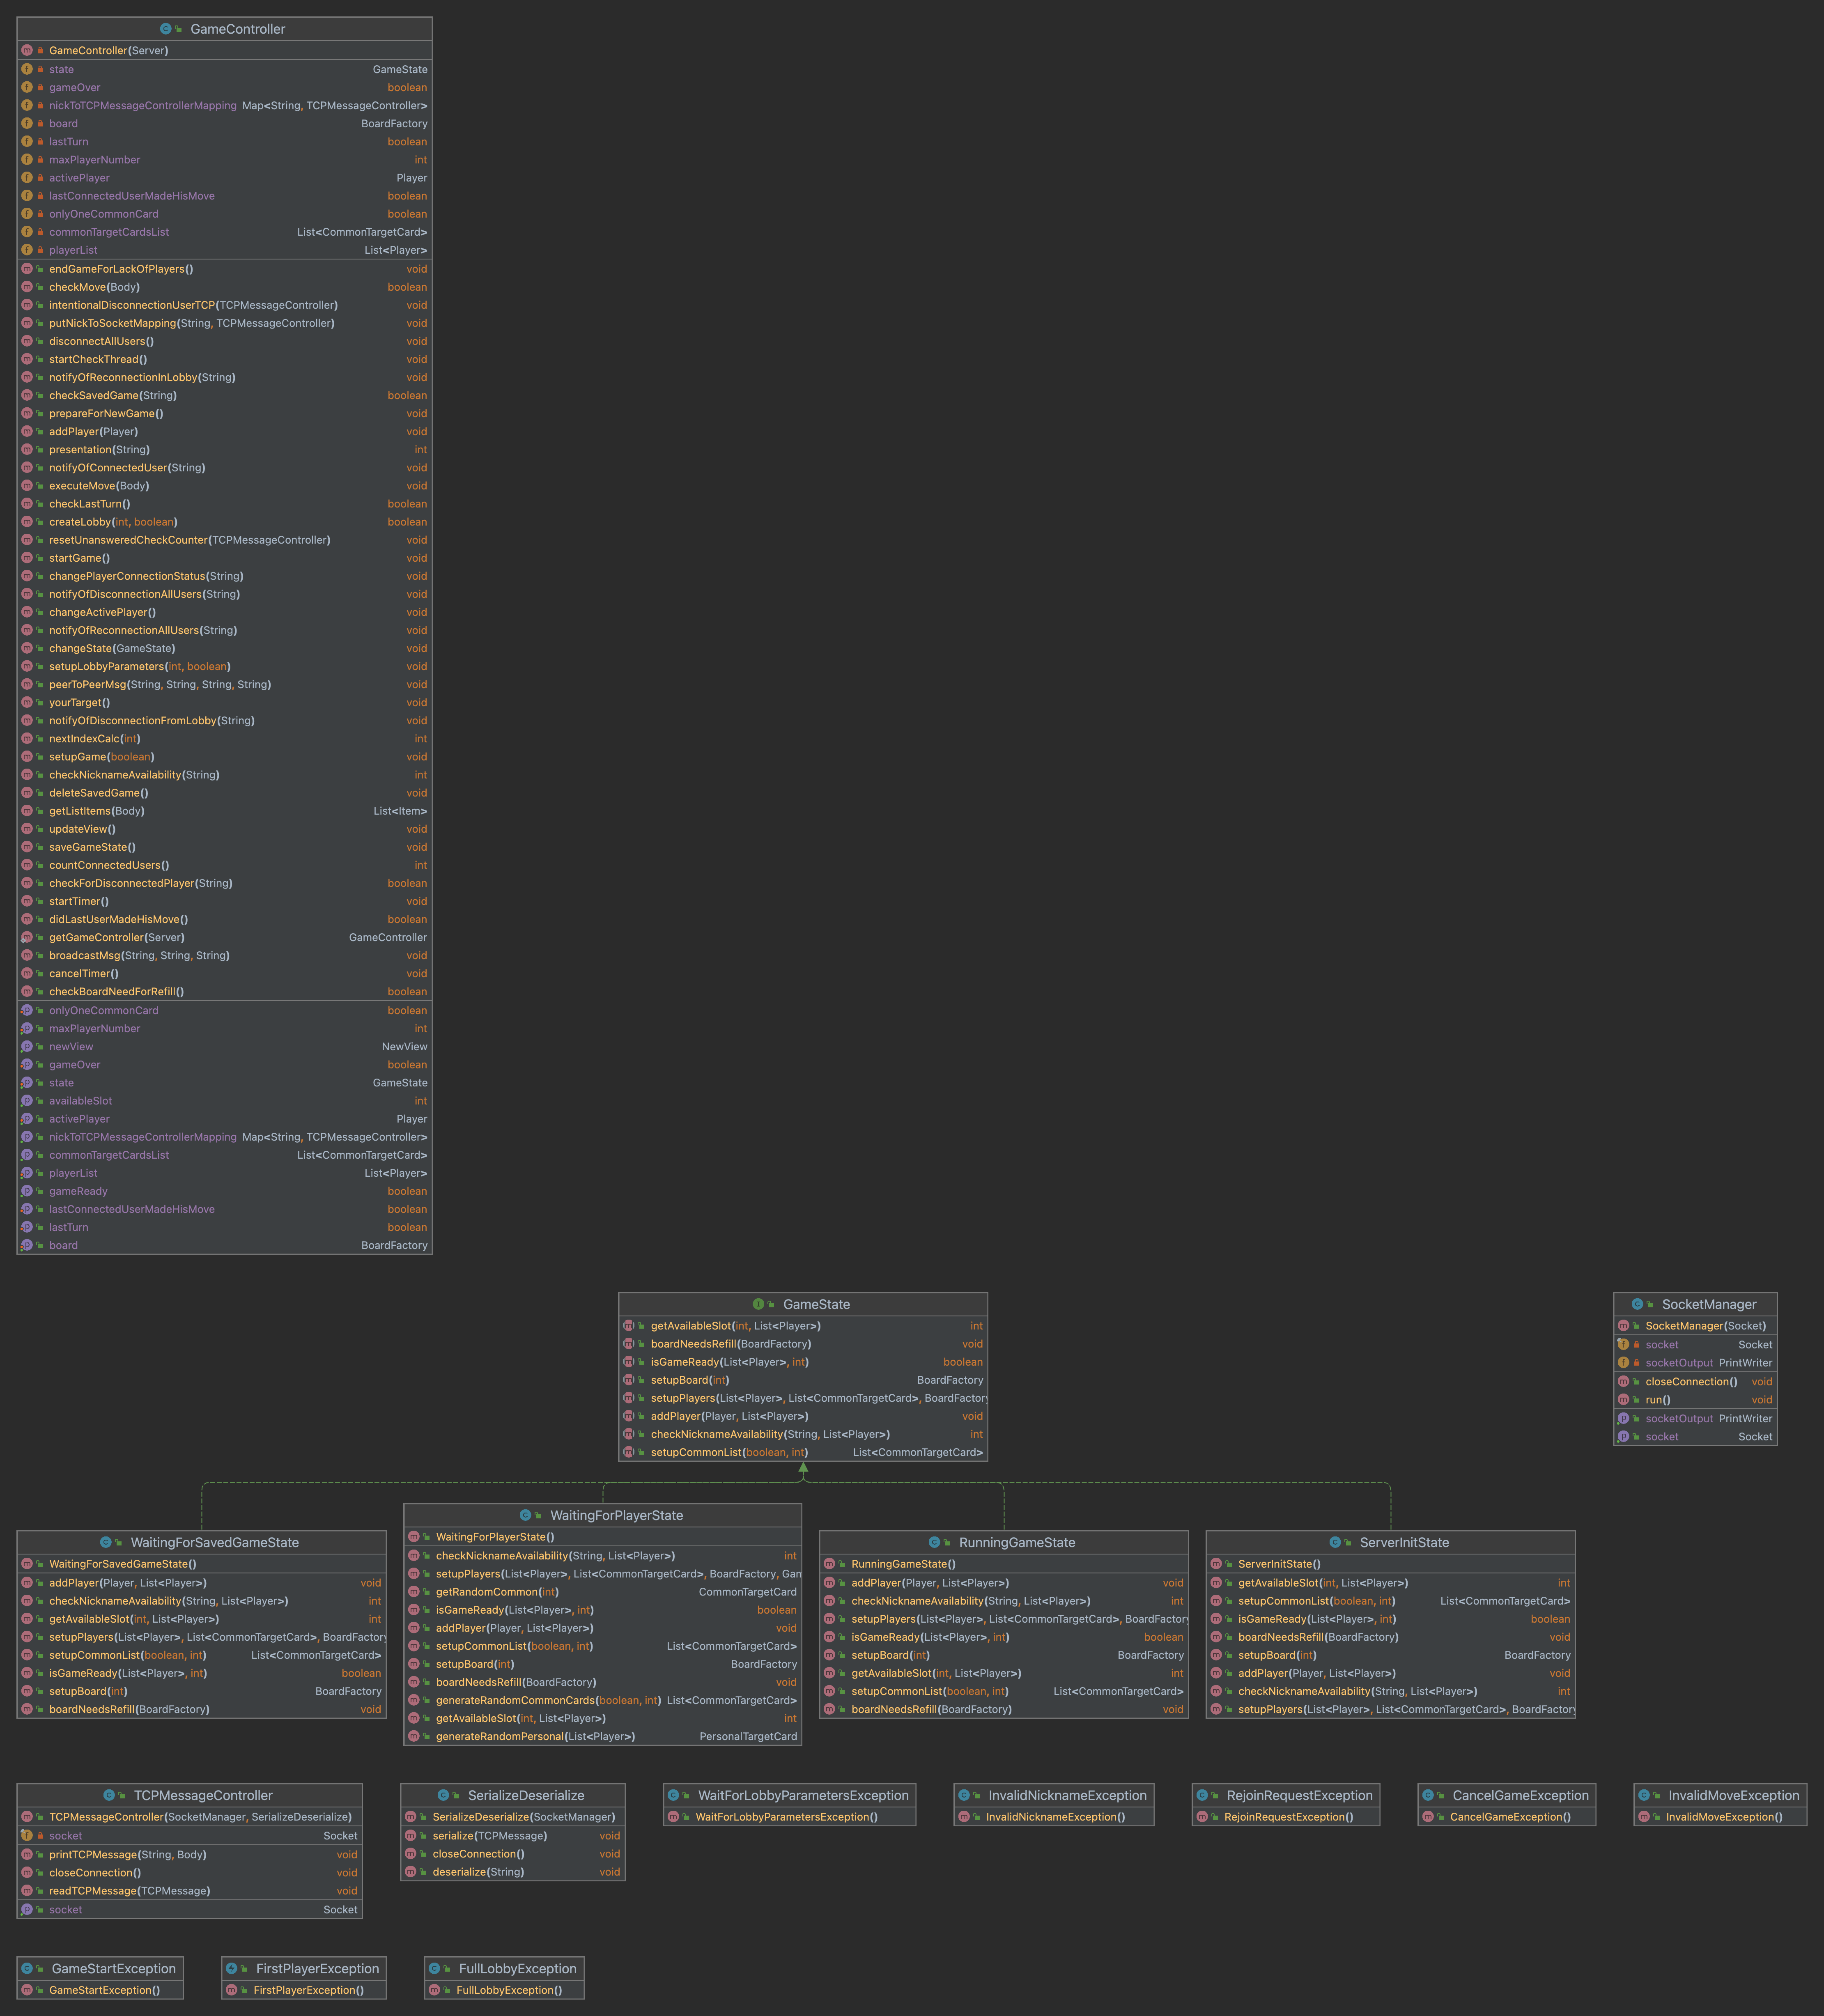 GameController
GameController(Server)
state GameState
gameOver boolean
nickToTCPMessageControllerMapping Map<String, TCPMessageController>
board BoardFactory
lastTurn boolean
maxPlayerNumber int
activePlayer Player
lastConnectedUserMadeHisMove boolean
onlyOneCommonCard boolean
commonTargetCardsList List<CommonTargetCard>
playerList List<Player>
endGameForLackOfPlayers() void
checkMove(Body) boolean
intentionalDisconnectionUserTCP(TCPMessageController) void
putNickToSocketMapping(String, TCPMessageController) void
disconnectAllUsers() void
startCheckThread() void
notifyOfReconnectionInLobby(String) void
checkSavedGame(String) boolean
prepareForNewGame() void
addPlayer(Player) void
presentation(String) int
notifyOfConnectedUser(String) void
executeMove(Body) void
checkLastTurn() boolean
createLobby(int, boolean) boolean
resetUnansweredCheckCounter(TCPMessageController) void
startGame() void
changePlayerConnectionStatus(String) void
notifyOfDisconnectionAllUsers(String) void
changeActivePlayer() void
notifyOfReconnectionAllUsers(String) void
changeState(GameState) void
setupLobbyParameters(int, boolean) void
peerToPeerMsg(String, String, String, String) void
yourTarget() void
notifyOfDisconnectionFromLobby(String) void
nextIndexCalc(int) int
setupGame(boolean) void
checkNicknameAvailability(String) int
deleteSavedGame() void
getListItems(Body) List<Item>
updateView() void
saveGameState() void
countConnectedUsers() int
checkForDisconnectedPlayer(String) boolean
startTimer() void
didLastUserMadeHisMove() boolean
getGameController(Server) GameController
broadcastMsg(String, String, String) void
cancelTimer() void
checkBoardNeedForRefill() boolean
onlyOneCommonCard boolean
maxPlayerNumber int
newView NewView
gameOver boolean
state GameState
availableSlot int
activePlayer Player
nickToTCPMessageControllerMapping Map<String, TCPMessageController>
commonTargetCardsList List<CommonTargetCard>
playerList List<Player>
gameReady boolean
lastConnectedUserMadeHisMove boolean
lastTurn boolean
board BoardFactory
GameState
getAvailableSlot(int, List<Player>) int
boardNeedsRefill(BoardFactory) void
isGameReady(List<Player>, int) boolean
setupBoard(int) BoardFactory
setupPlayers(List<Player>, List<CommonTargetCard>, BoardFactory
addPlayer(Player, List<Player>) void
checkNicknameAvailability(String, List<Player>) int
setupCommonList(boolean, int) List<CommonTargetCard>
SocketManager
SocketManager(Socket)
socket Socket
socketOutput PrintWriter
closeConnection() void
run() void
socketOutput PrintWriter
socket Socket
WaitingForSavedGameState
WaitingForSavedGameState()
addPlayer(Player, List<Player>) void
checkNicknameAvailability(String, List<Player>) int
getAvailableSlot(int, List<Player>) int
setupPlayers(List<Player>, List<CommonTargetCard>, BoardFactory
setupCommonList(boolean, int) List<CommonTargetCard>
isGameReady(List<Player>, int) boolean
setupBoard(int) BoardFactory
boardNeedsRefill(BoardFactory) void
WaitingForPlayerState
WaitingForPlayerState()
checkNicknameAvailability(String, List<Player>) int
setupPlayers(List<Player>, List<CommonTargetCard>, BoardFactory, Gam
getRandomCommon(int) CommonTargetCard
isGameReady(List<Player>, int) boolean
addPlayer(Player, List<Player>) void
setupCommonList(boolean, int) List<CommonTargetCard>
setupBoard(int) BoardFactory
boardNeedsRefill(BoardFactory) void
generateRandomCommonCards(boolean, int) List<CommonTargetCard>
getAvailableSlot(int, List<Player>) int
generateRandomPersonal(List<Player>) PersonalTargetCard
RunningGameState
RunningGameState()
addPlayer(Player, List<Player>) void
checkNicknameAvailability(String, List<Player>) int
setupPlayers(List<Player>, List<CommonTargetCard>, BoardFactory
isGameReady(List<Player>, int) boolean
setupBoard(int) BoardFactory
getAvailableSlot(int, List<Player>) int
setupCommonList(boolean, int) List<CommonTargetCard>
boardNeedsRefill(BoardFactory) void
ServerInitState
ServerInitState()
getAvailableSlot(int, List<Player>) int
setupCommonList(boolean, int) List<CommonTargetCard>
isGameReady(List<Player>, int) boolean
boardNeedsRefill(BoardFactory) void
setupBoard(int) BoardFactory
addPlayer(Player, List<Player>) void
checkNicknameAvailability(String, List<Player>) int
setupPlayers(List<Player>, List<CommonTargetCard>, BoardFactory
TCPMessageController
TCPMessageController(SocketManager, SerializeDeserialize)
socket Socket
printTCPMessage(String, Body) void
closeConnection() void
readTCPMessage(TCPMessage) void
socket Socket
SerializeDeserialize
SerializeDeserialize(SocketManager)
serialize(TCPMessage) void
closeConnection() void
deserialize(String) void
WaitForLobbyParametersException
WaitForLobbyParametersException()
InvalidNicknameException
InvalidNicknameException()
RejoinRequestException
RejoinRequestException()
CancelGameException
CancelGameException()
InvalidMoveException
InvalidMoveException()
GameStartException
GameStartException()
FirstPlayerException
FirstPlayerException()
FullLobbyException
FullLobbyException()